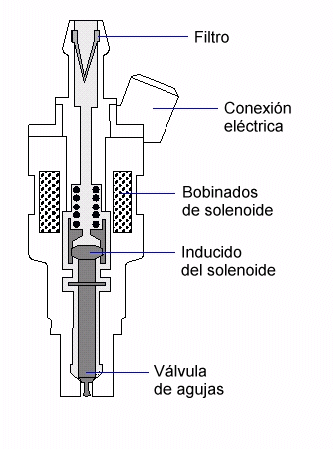 Filtro
Conexión
eléctrica
Bobinados
de solenoide
Inducido
del solenoide
Válvula
de agujas